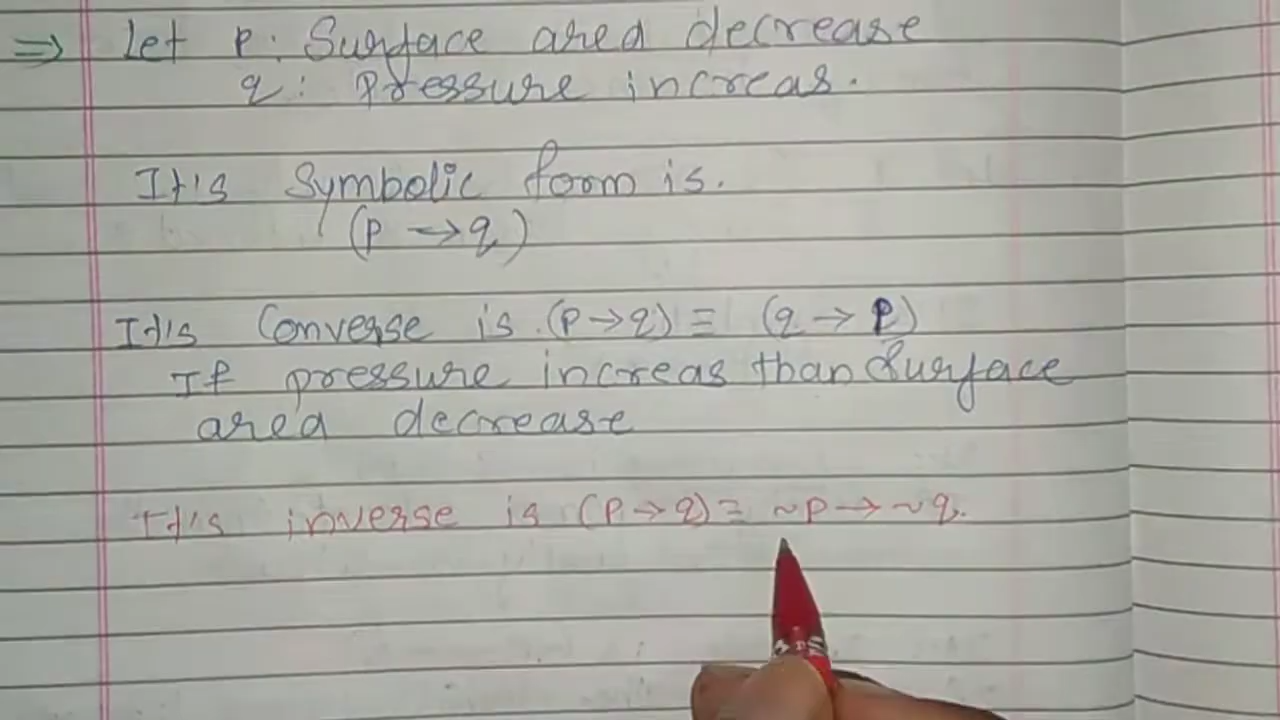 ⇒ Let p: Surface area decrease
q: Pressure increas.
It's Symbolic form is.
(p → q)
It's Converse is (p → q) = (q → p)
If pressure increas than Surface
area decrease
It's inverse is (p → q) = ~p → ~q.